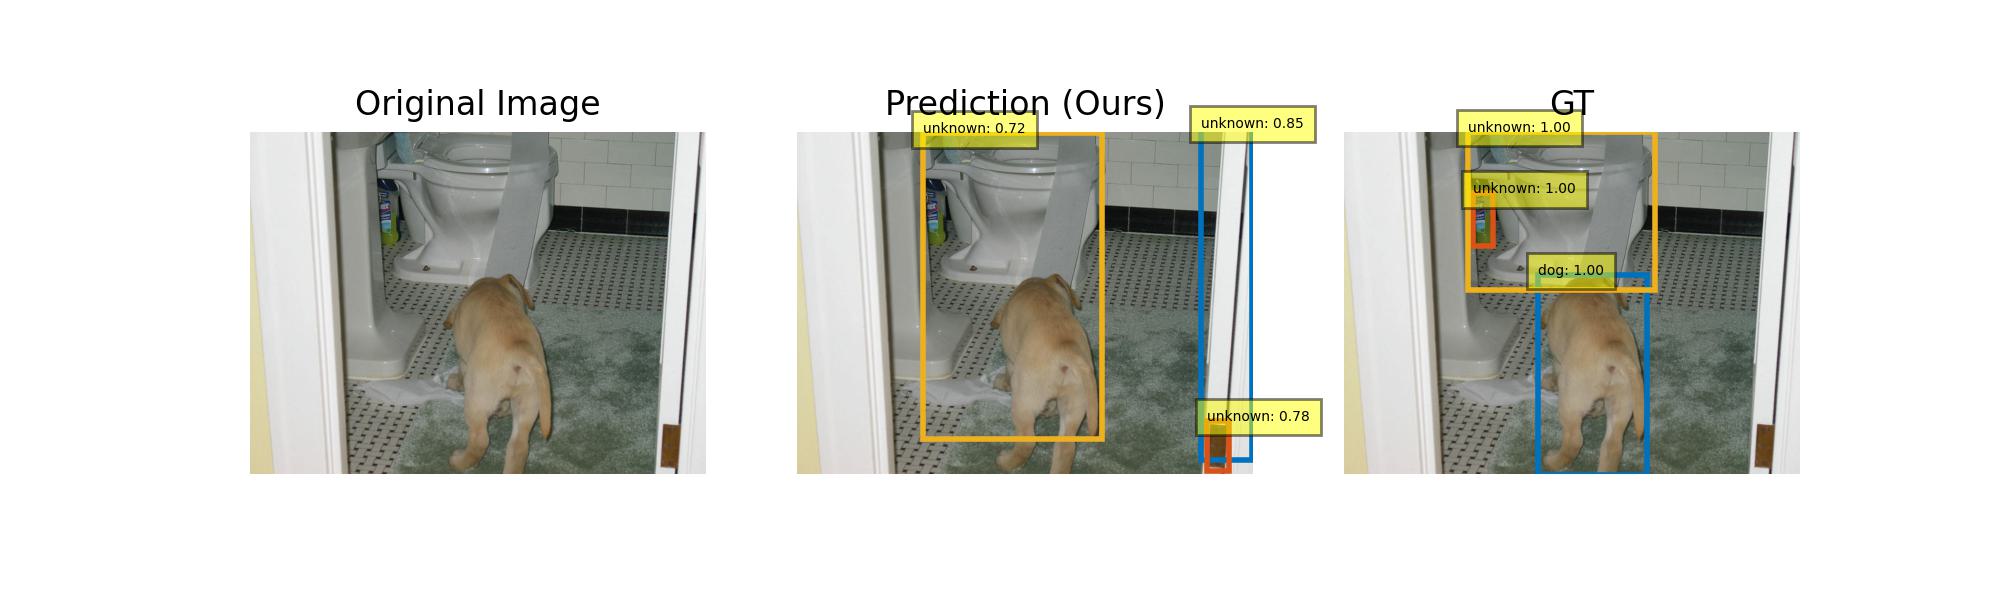 Original Image
Prediction (Ours)
GT
unknown: 0.72
unknown: 0.85
unknown: 0.78
unknown: 1.00
unknown: 1.00
dog: 1.00